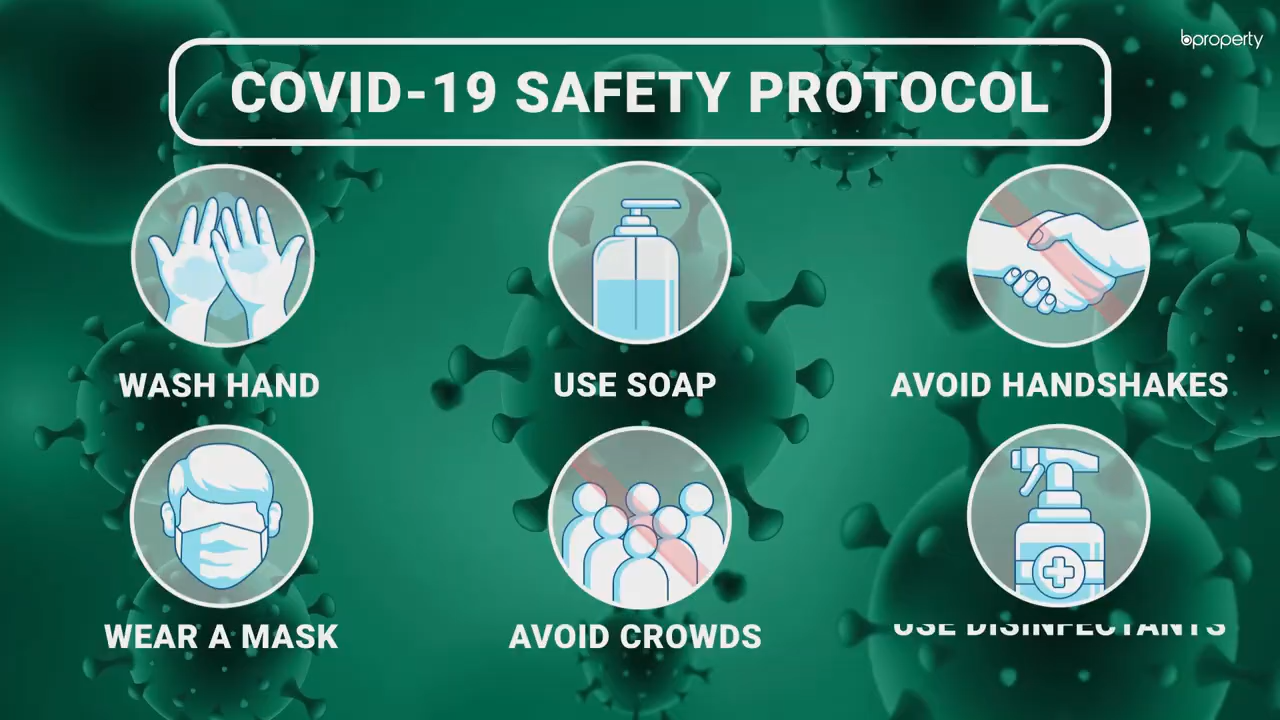 bproperty
COVID-19 SAFETY PROTOCOL
WASH HAND
USE SOAP
AVOID HANDSHAKES
WEAR A MASK
AVOID CROWDS
USE DISINFECTANTS